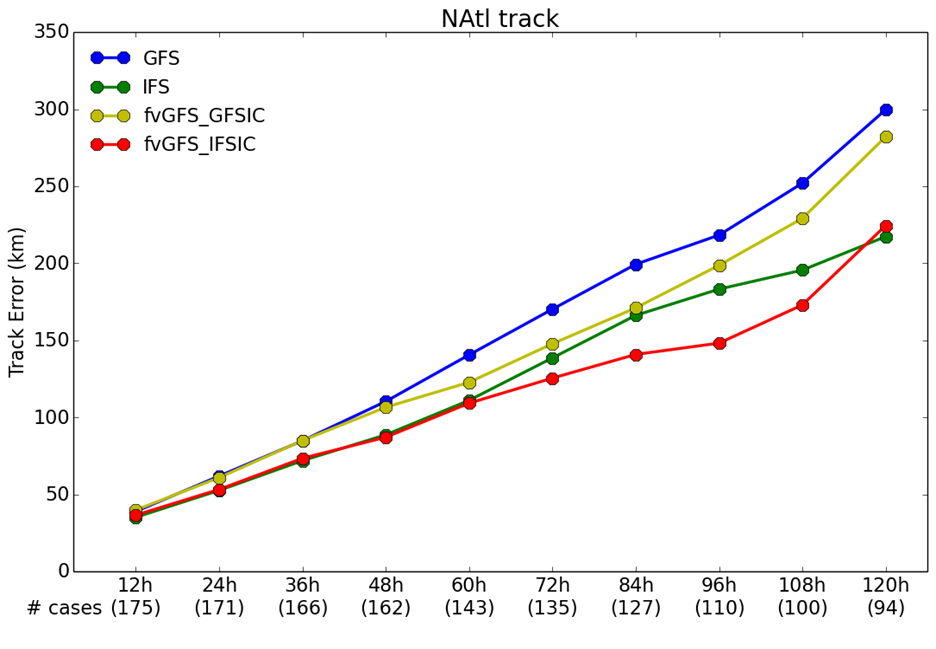 NAtl track
350
300
250
200
150
100
50
0
Track Error (km)
GFS
IFS
fvGFS_GFSIC
fvGFS_IFSIC
12h 24h 36h 48h 60h 72h 84h 96h 108h 120h
# cases (175) (171) (166) (162) (143) (135) (127) (110) (100) (94)